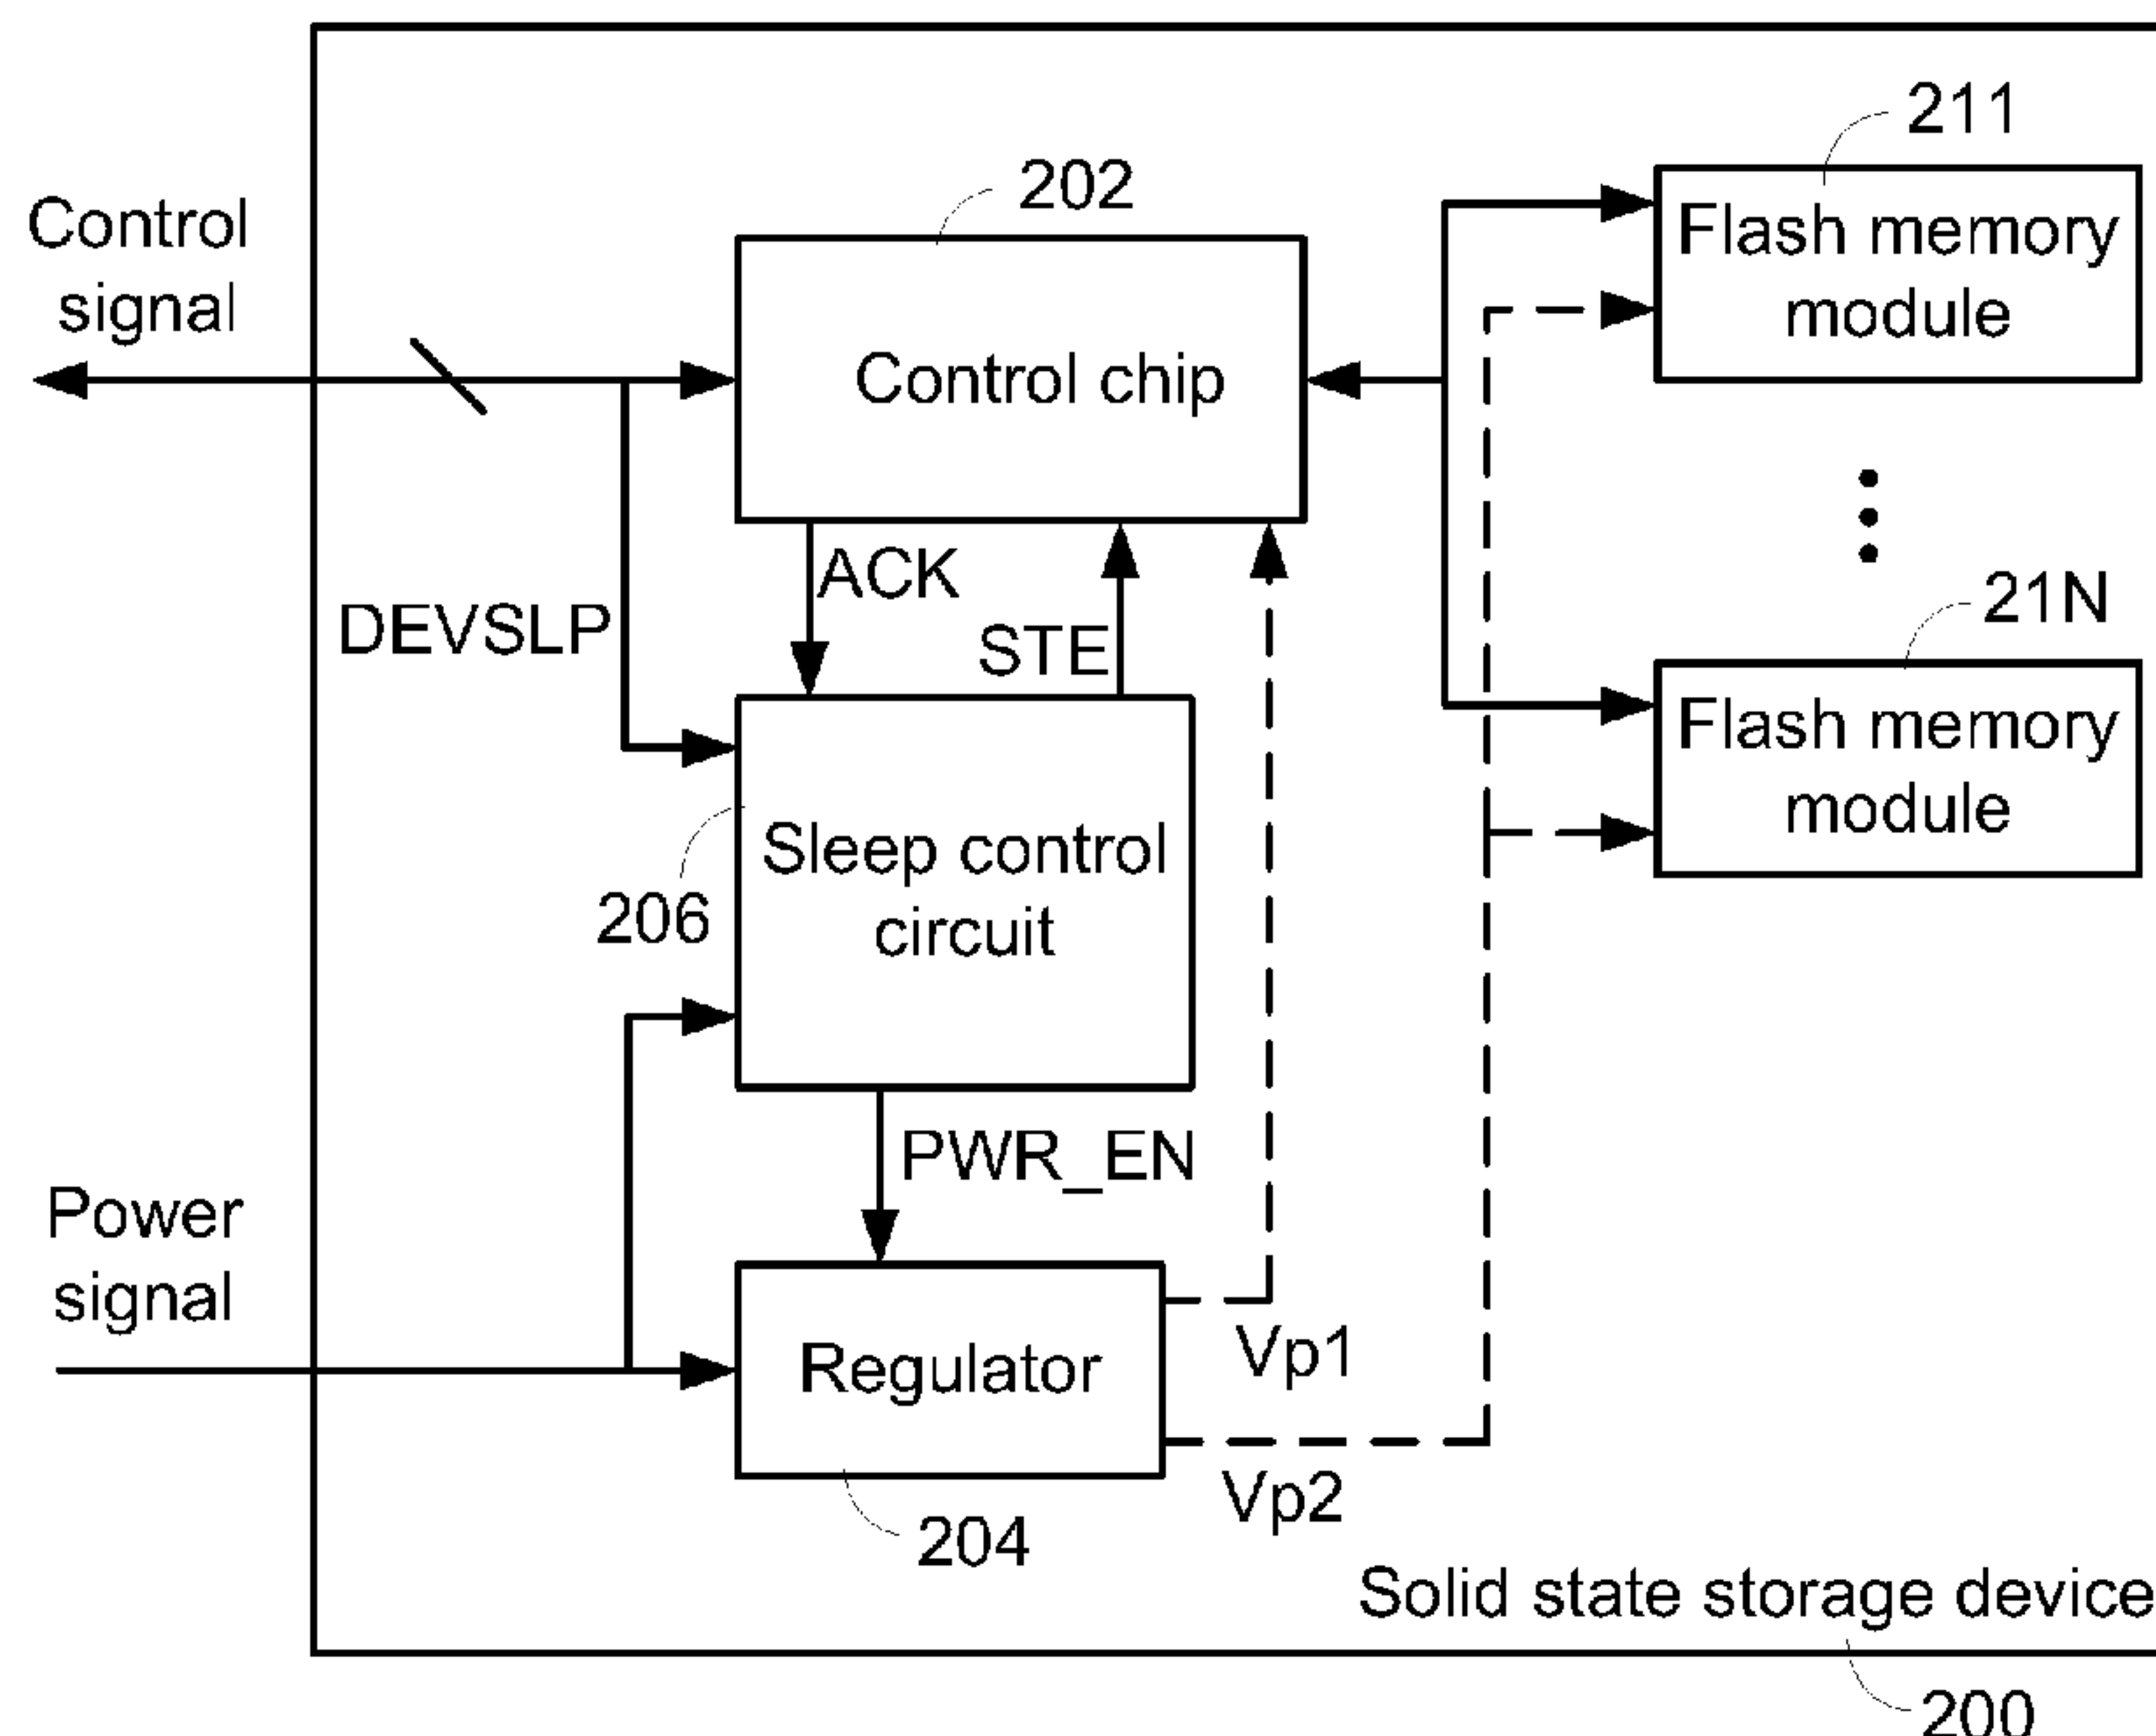 211
202
Control
signal
Flash memory
module
Control chip
ACK
DEVSLP
STE
21N
Flash memory
module
Sleep control
circuit
206
PWR_EN
Power
signal
Regulator
Vp1
Vp2
204
Solid state storage device
200